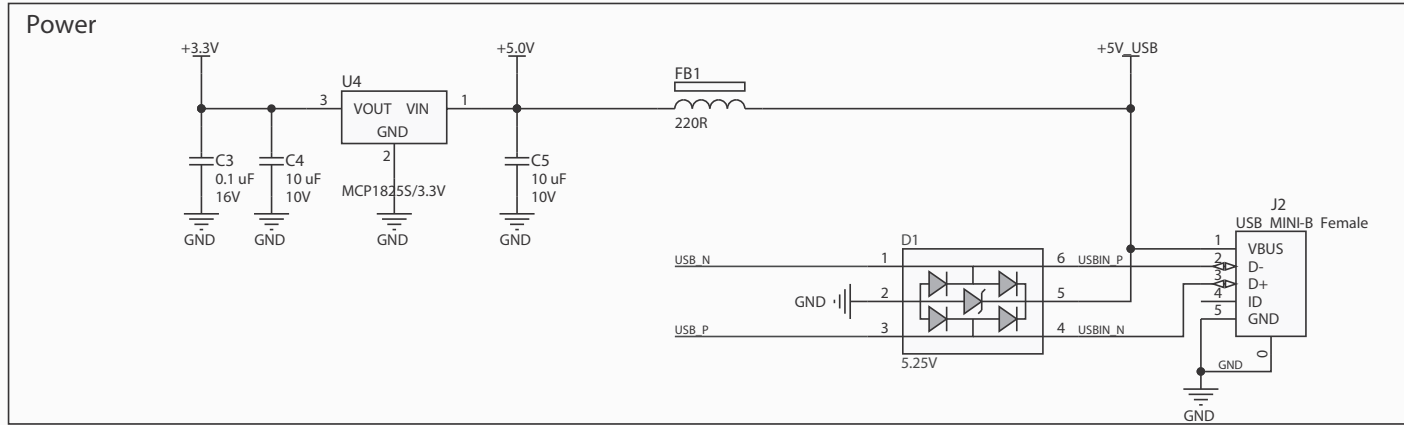 Power
+3.3V
+5.0V
+5V_USB
U4
FB1
3
VOUT VIN
1
GND
2
220R
C3
0.1 uF
16V
C4
10 uF
10V
MCP1825S/3.3V
C5
10 uF
10V
GND
GND
GND
GND
J2
USB MINI-B Female
D1
USB_N
1
6
USBIN_P
1
VBUS
2
D-
3
D+
4
ID
5
GND
GND
2
5
USB_P
3
4
USBIN_N
5.25V
GND
0
GND